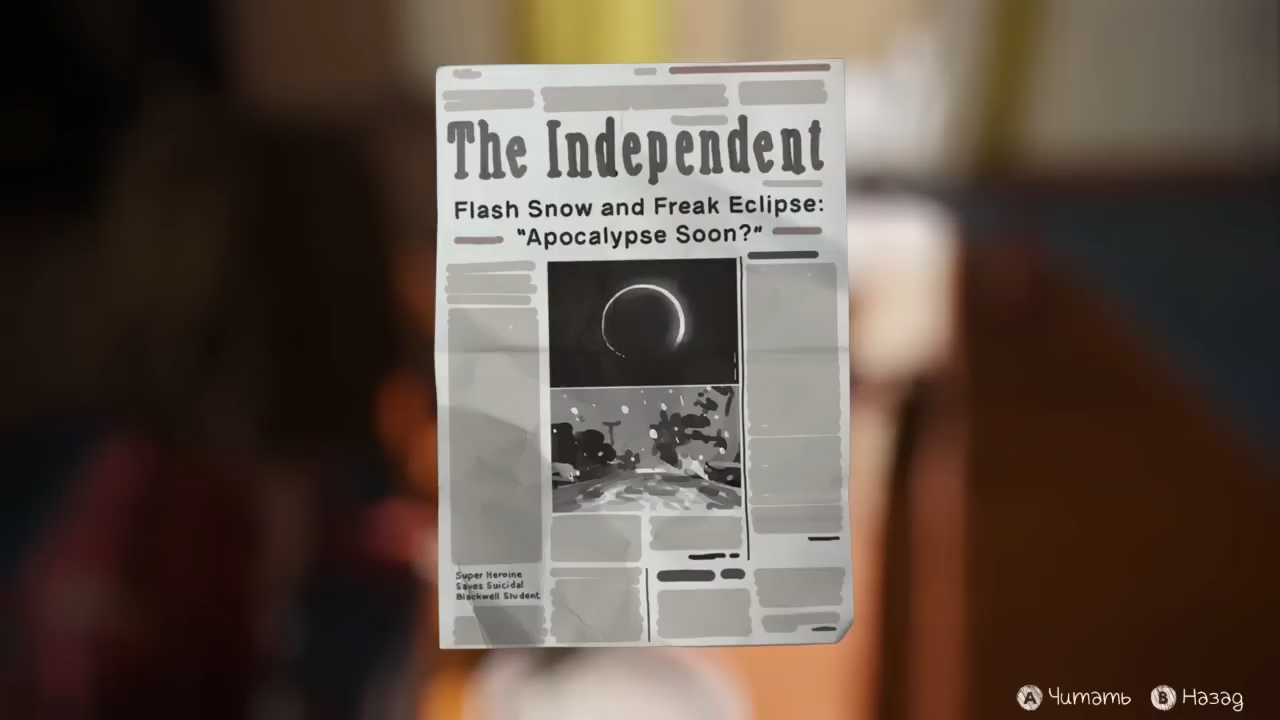 The Independent
Flash Snow and Freak Eclipse:
"Apocalypse Soon?"
Super Heroine
Saves Suicidal
Blackwell Student
A Читать B Назад